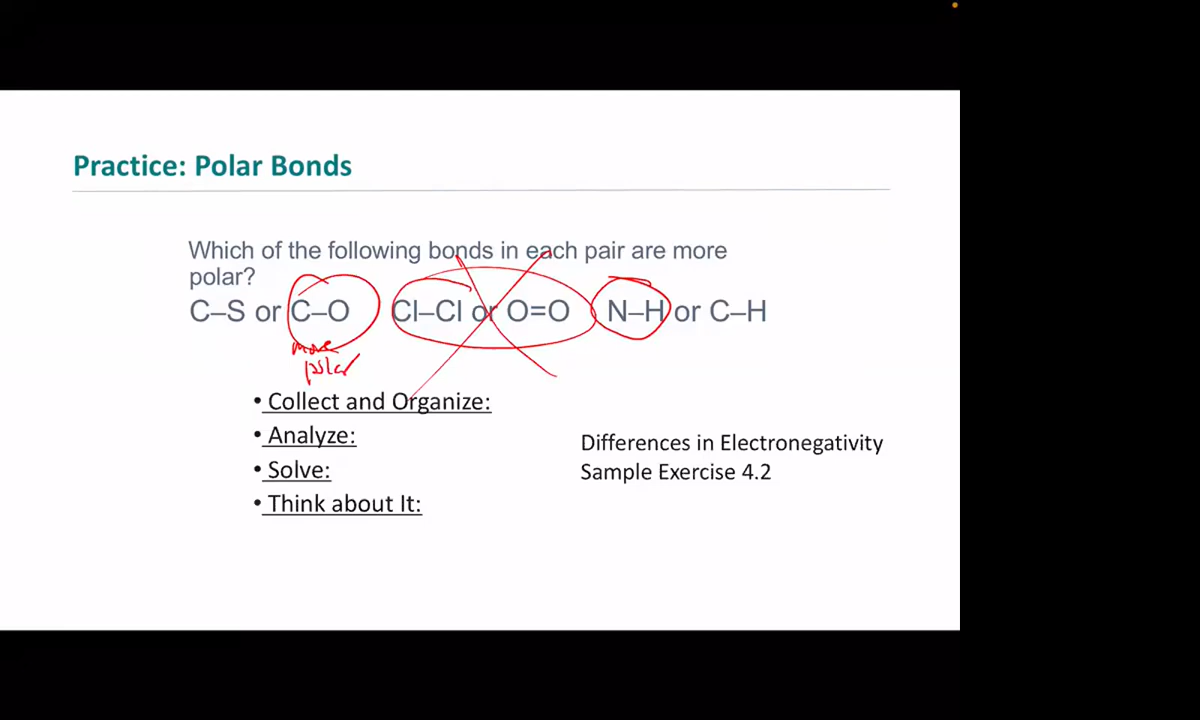 Practice: Polar Bonds
Which of the following bonds in each pair are more
polar?
C–S or C–O Cl–Cl or O=O N–H or C–H
more
polar
• Collect and Organize:
• Analyze:
• Solve:
• Think about It:
Differences in Electronegativity
Sample Exercise 4.2